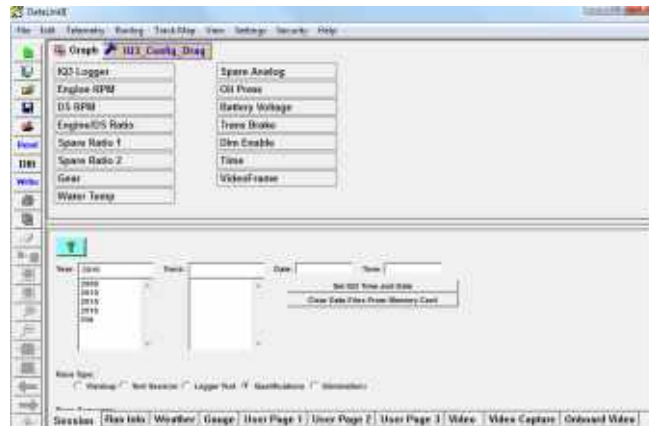 DataLink II
File Edit Telemetry Routing Track Map View Settings Security Help
Graph IQ3_Config_Drag
IQ3 Logger Spare Analog
Engine RPM Oil Press
DS RPM Battery Voltage
Engine/DS Ratio Trans Brake
Spare Ratio 1 Dim Enable
Spare Ratio 2 Time
Gear VideoFrame
Water Temp
Read
Write
?
Year: Track: Date: Time:
Set IQ3 Time and Date
Clear Data Files From Memory Card
Race Type:
Warmup Test Session Logger Test Qualifications Eliminations
Session Run Info Weather Gauge User Page 1 User Page 2 User Page 3 Video Video Capture Onboard Video